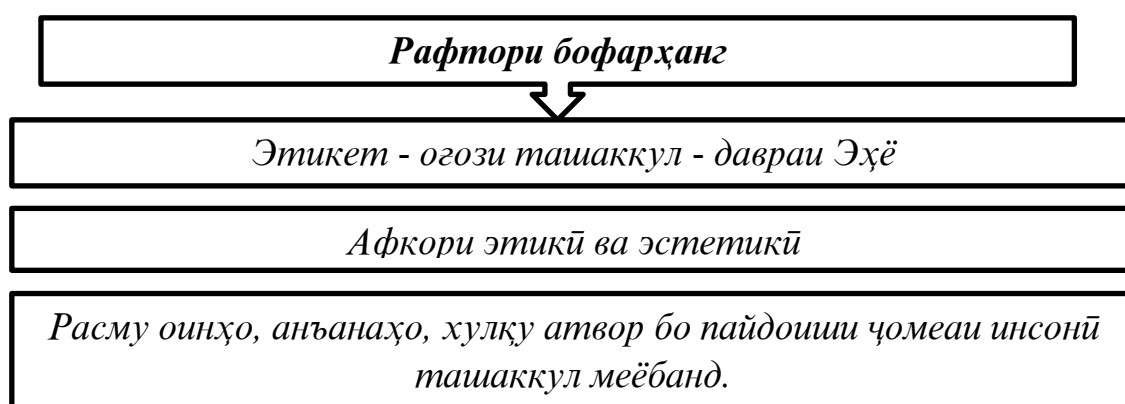 Рафтори бофарҳанг
Этикет - оғози ташаккул - давраи Эҳё
Афкори этикӣ ва эстетикӣ
Расму оинҳо, анъанаҳо, хулқу атвор бо пайдоиши ҷомеаи инсонӣ
ташаккул меёбанд.